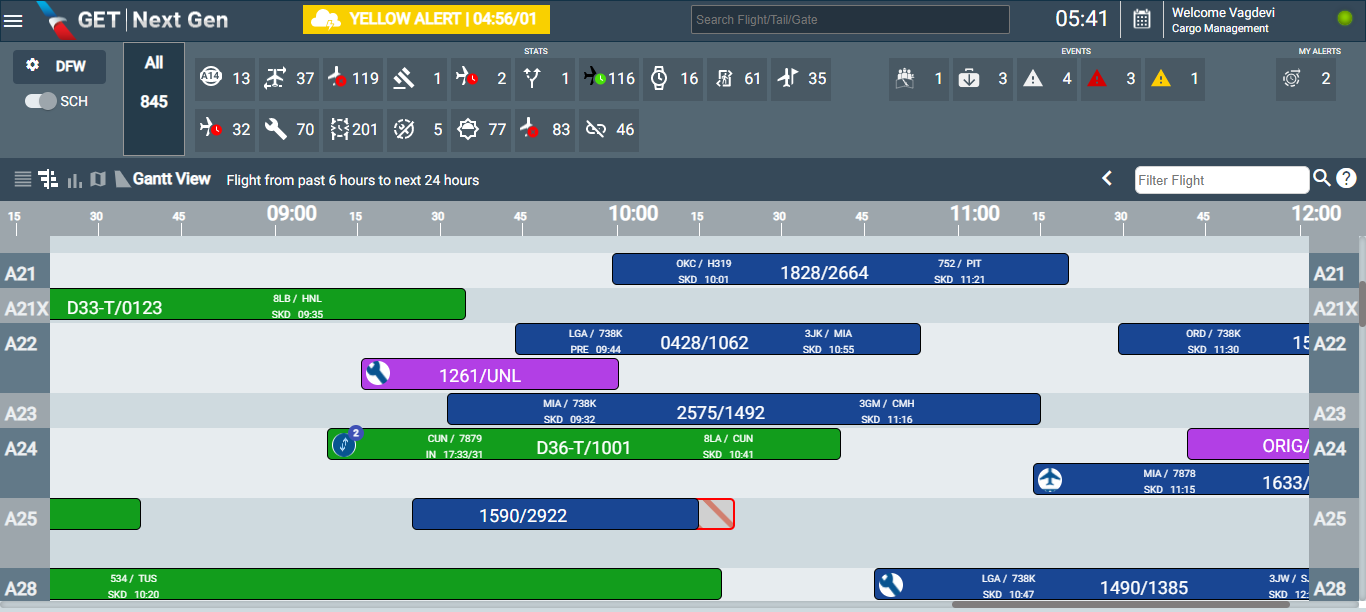 GET | Next Gen
YELLOW ALERT | 04:56/01
Search Flight/Tail/Gate
05:41
Welcome Vagdevi
Cargo Management
DFW
SCH
All
845
STATS
A14 13 37 119 1 2 1 116 16 61 35
32 70 201 5 77 83 46
EVENTS
1 3 4 3 1
MY ALERTS
2
Gantt View Flight from past 6 hours to next 24 hours
Filter Flight
?
15 30 45 09:00 15 30 45 10:00 15 30 45 11:00 15 30 45 12:00
A21 OKC / H319 1828/2664 752 / PIT A21
SKD 10:01 SKD 11:21
A21X D33-T/0123 8LB / HNL A21X
SKD 09:35
A22 LGA / 738K 0428/1062 3JK / MIA ORD / 738K 15 A22
PRE 09:44 SKD 10:55 SKD 11:30
1261/UNL
A23 MIA / 738K 2575/1492 3GM / CMH A23
SKD 09:32 SKD 11:16
A24 2 CUN / 7879 D36-T/1001 8LA / CUN ORIG/ A24
IN 17:33/31 SKD 10:41
MIA / 7878 1633/
SKD 11:15
A25 1590/2922 A25
A28 534 / TUS LGA / 738K 1490/1385 3JW / S A28
SKD 10:20 SKD 10:47 SKD 12: